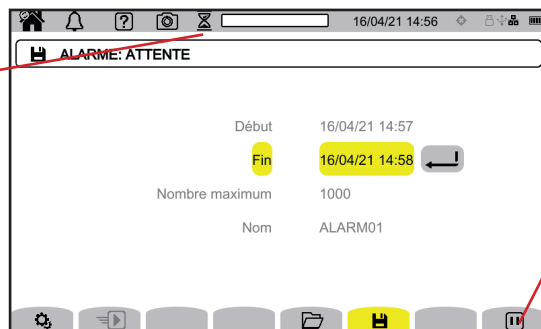 16/04/21 14:56
ALARME: ATTENTE
Début 16/04/21 14:57
Fin 16/04/21 14:58
Nombre maximum 1000
Nom ALARM01